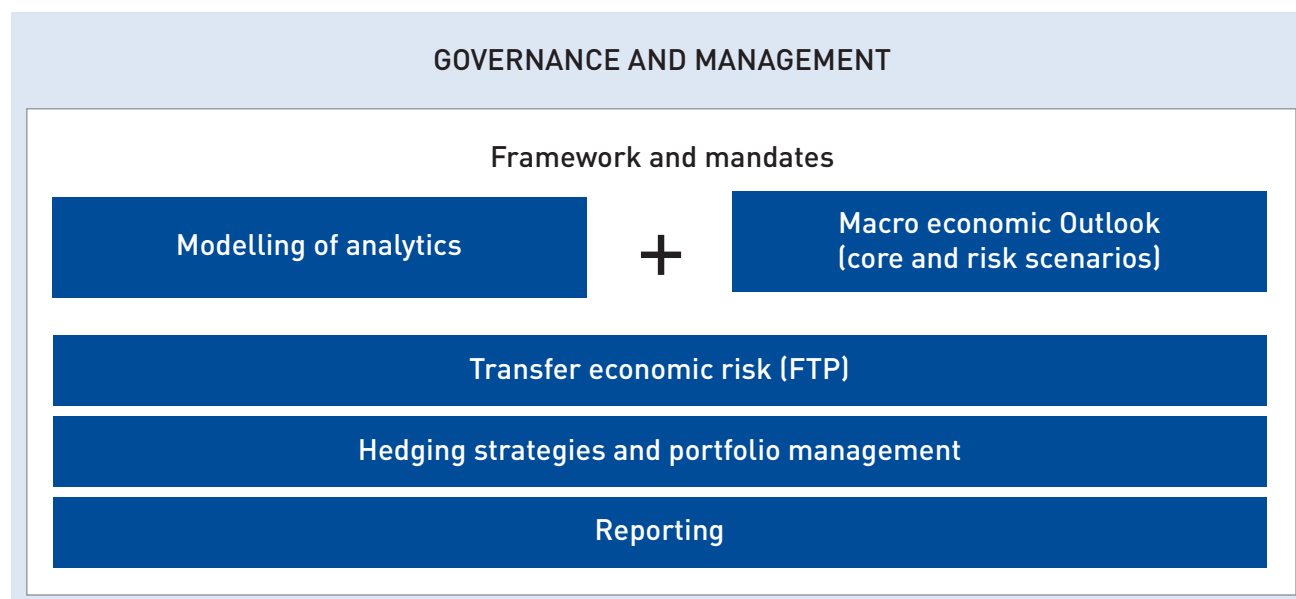 GOVERNANCE AND MANAGEMENT
Framework and mandates
Modelling of analytics
+
Macro economic Outlook
(core and risk scenarios)
Transfer economic risk (FTP)
Hedging strategies and portfolio management
Reporting